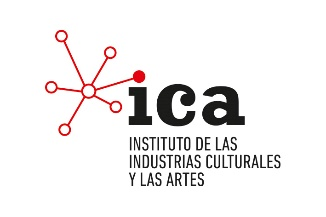 ica
INSTITUTO DE LAS
INDUSTRIAS CULTURALES
Y LAS ARTES